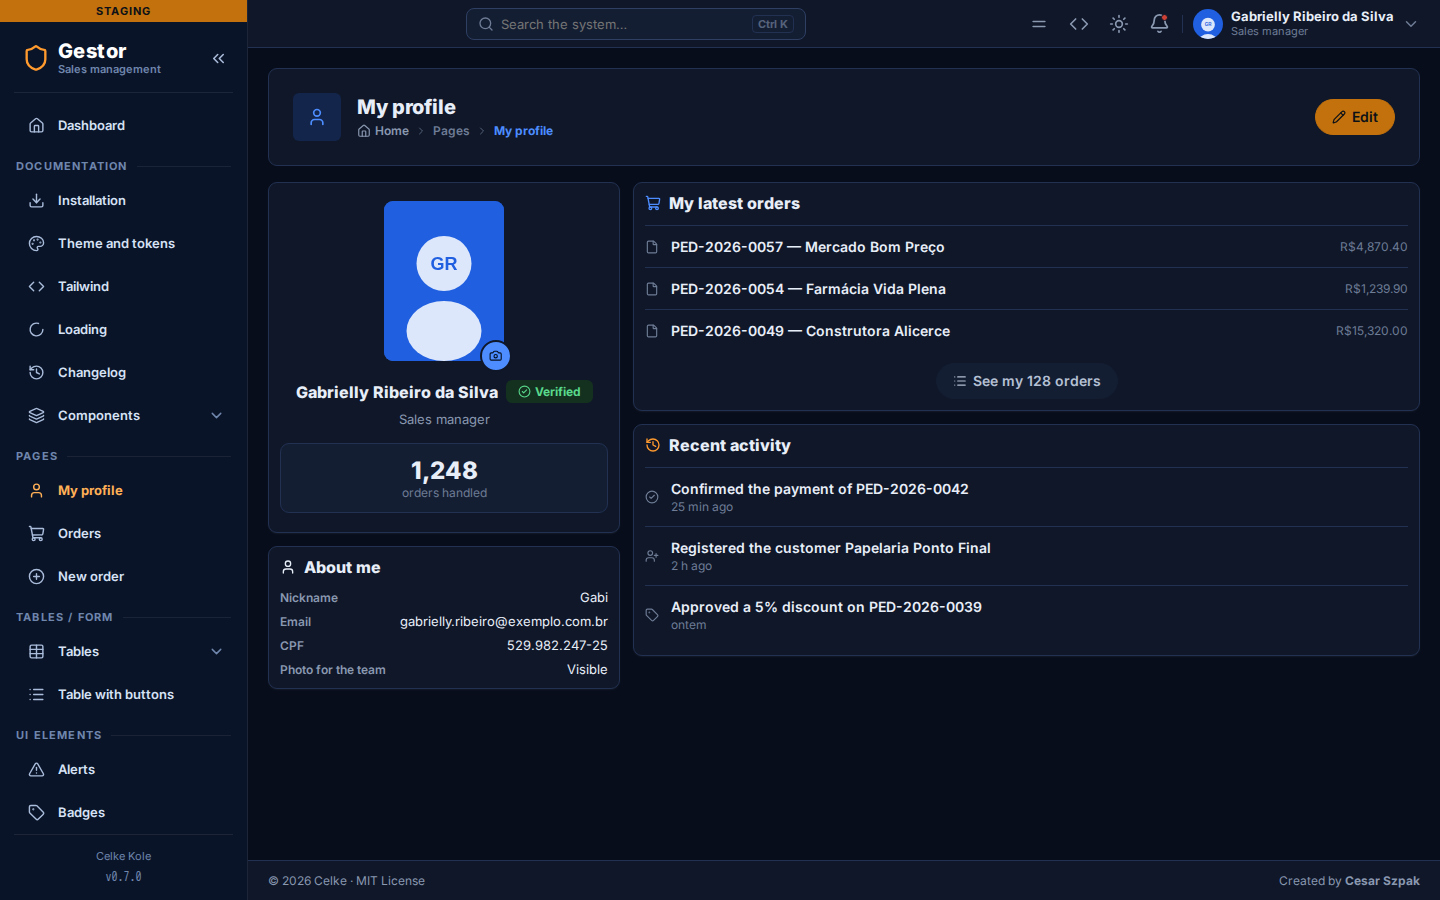 STAGING
Gestor
Sales management
Dashboard
DOCUMENTATION
Installation
Theme and tokens
Tailwind
Loading
Changelog
Components
PAGES
My profile
Orders
New order
TABLES / FORM
Tables
Table with buttons
UI ELEMENTS
Alerts
Badges
Celke Kole
v0.7.0
Search the system...
Ctrl K
GR
Gabrielly Ribeiro da Silva
Sales manager
My profile
Home
Pages
My profile
Edit
GR
Gabrielly Ribeiro da Silva
Verified
Sales manager
1,248
orders handled
About me
Nickname Gabi
Email gabrielly.ribeiro@exemplo.com.br
CPF 529.982.247-25
Photo for the team Visible
My latest orders
PED-2026-0057 — Mercado Bom Preço R$4,870.40
PED-2026-0054 — Farmácia Vida Plena R$1,239.90
PED-2026-0049 — Construtora Alicerce R$15,320.00
See my 128 orders
Recent activity
Confirmed the payment of PED-2026-0042
25 min ago
Registered the customer Papelaria Ponto Final
2 h ago
Approved a 5% discount on PED-2026-0039
ontem
© 2026 Celke · MIT License
Created by Cesar Szpak